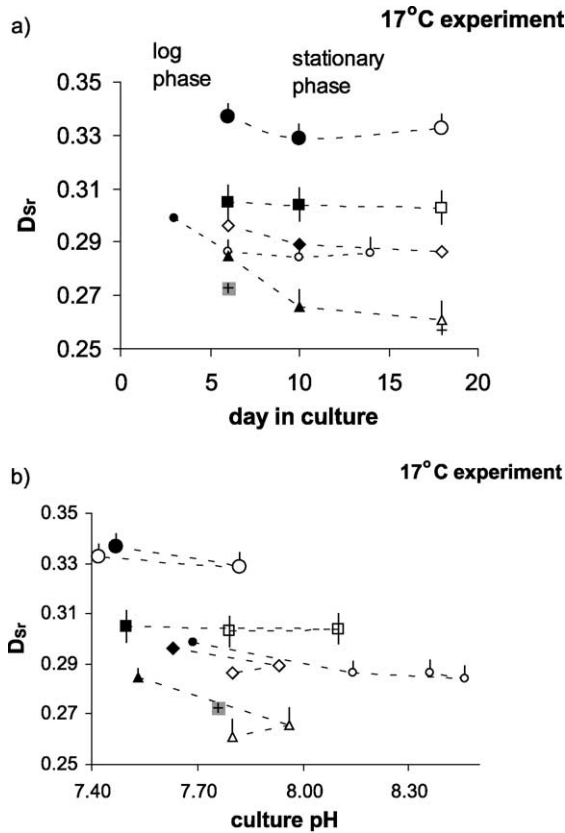 a)
17°C experiment
log
phase
stationary
phase
0.35
0.33
0.31
0.29
0.27
0.25
DSr
0
5
10
15
20
day in culture
b)
17°C experiment
0.35
0.33
0.31
0.29
0.27
0.25
DSr
7.40
7.70
8.00
8.30
culture pH